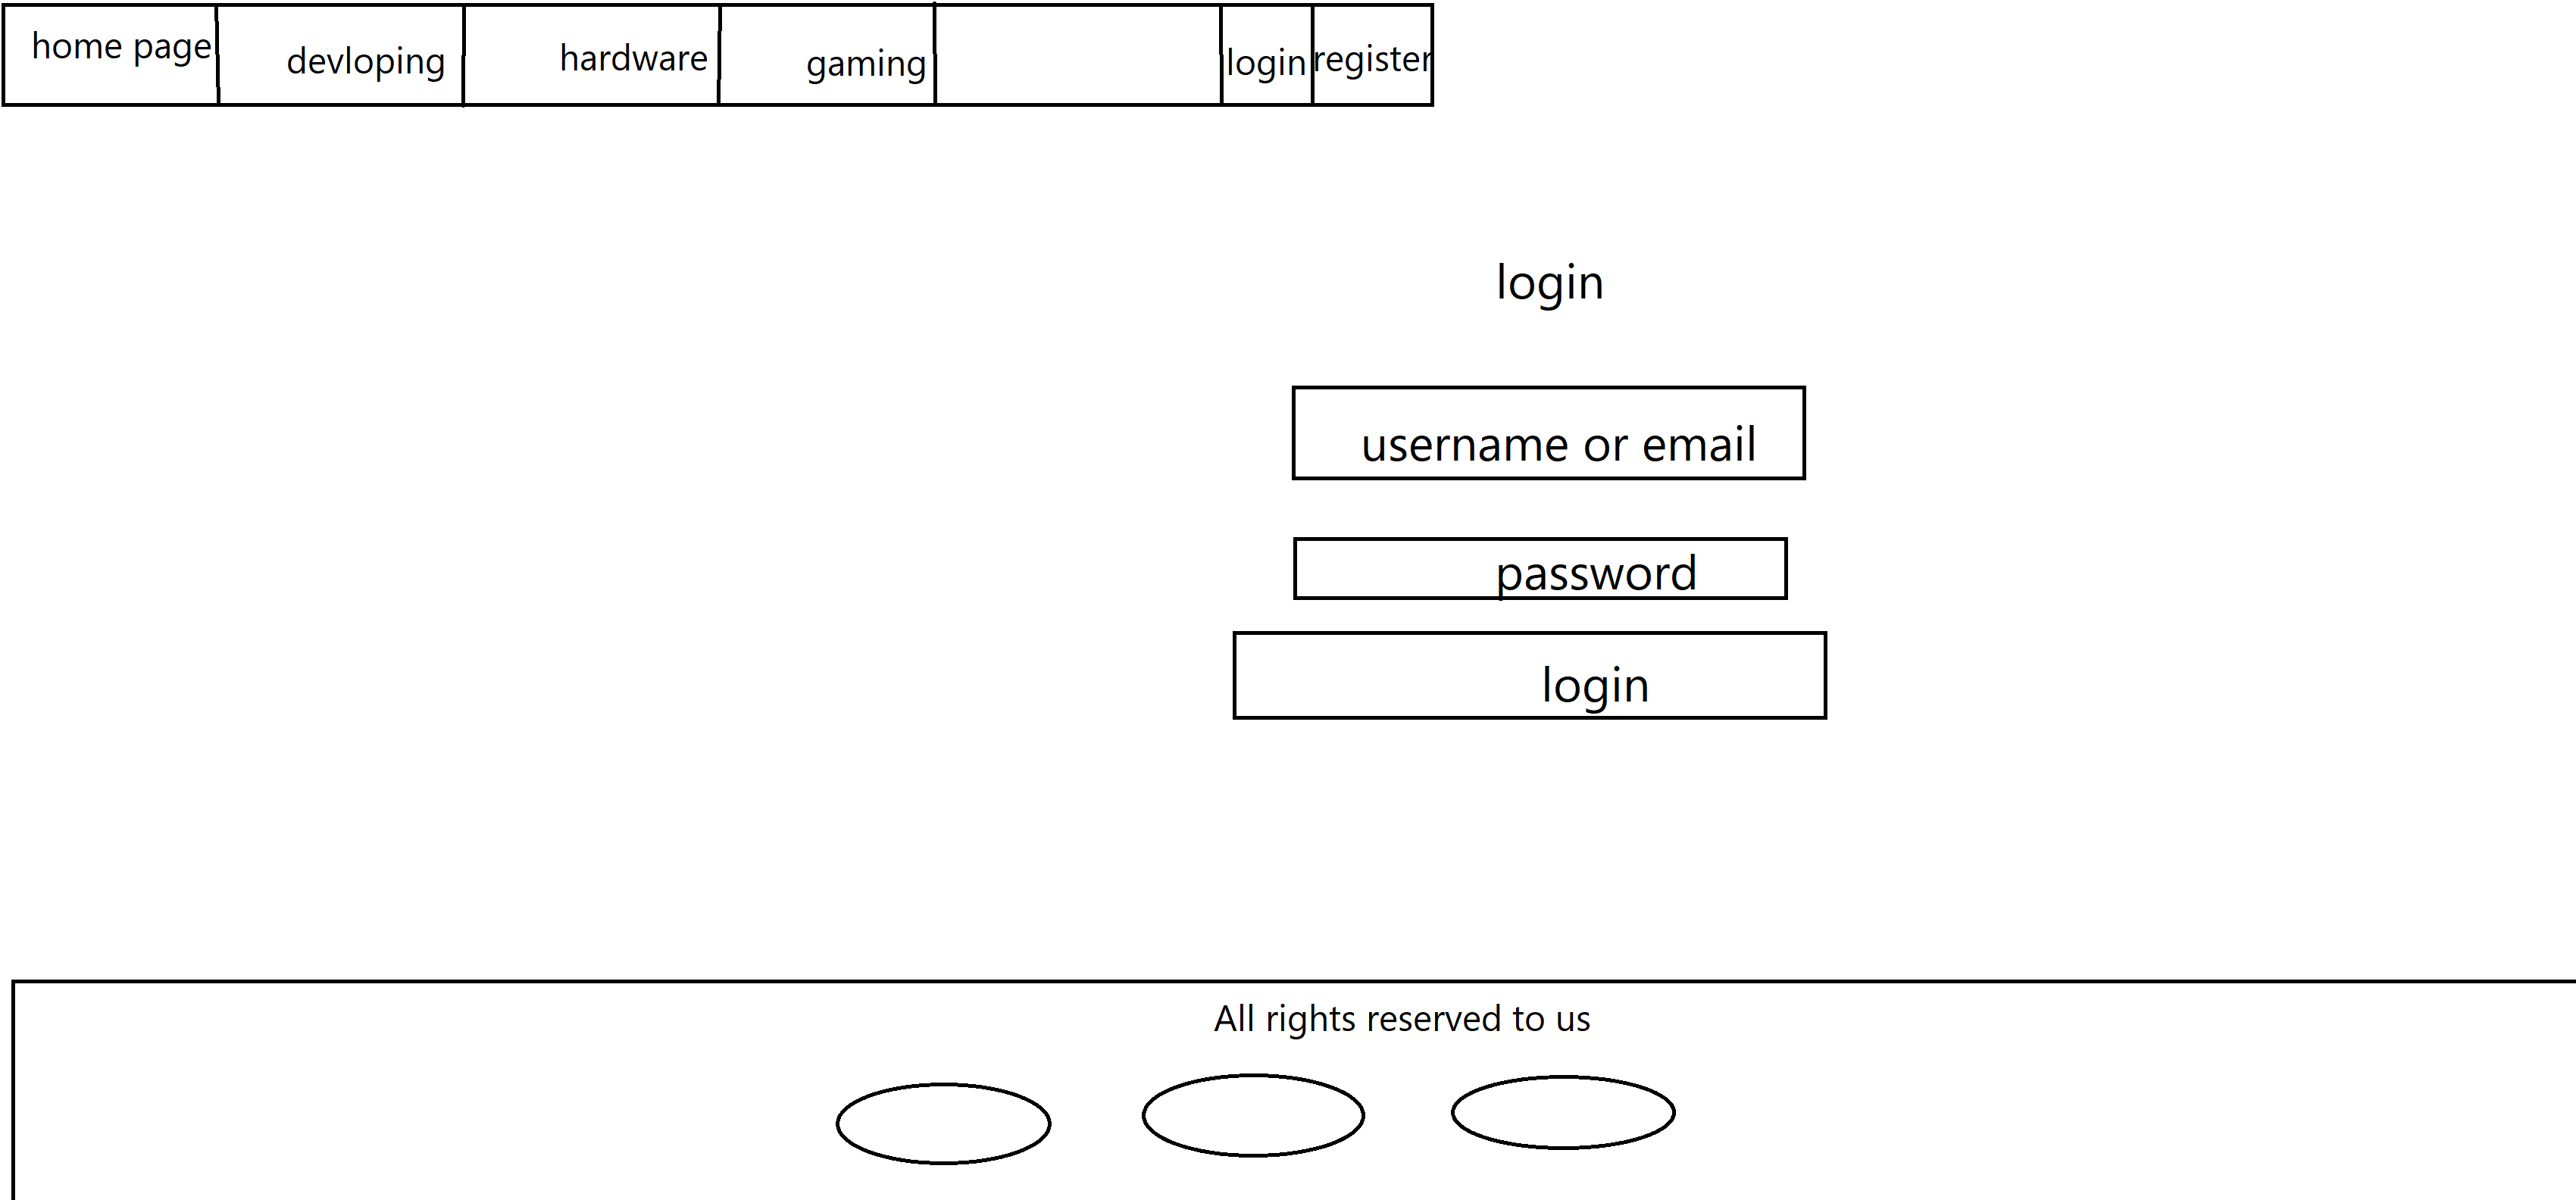 home page
devloping
hardware
gaming
login
register
login
username or email
password
login
All rights reserved to us